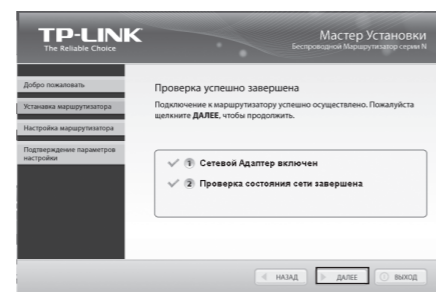 TP-LINK
The Reliable Choice
Мастер Установки
Беспроводной Маршрутизатор серии N
Добро пожаловать
Устанавка маршрутизатора
Настройка маршрутизатора
Подтверждение параметров
настройки
Проверка успешно завершена
Подключение к маршрутизатору успешно осуществлено. Пожалуйста
щелкните ДАЛЕЕ, чтобы продолжить.
1 Сетевой Адаптер включен
2 Проверка состояния сети завершена
НАЗАД
ДАЛЕЕ
ВЫХОД